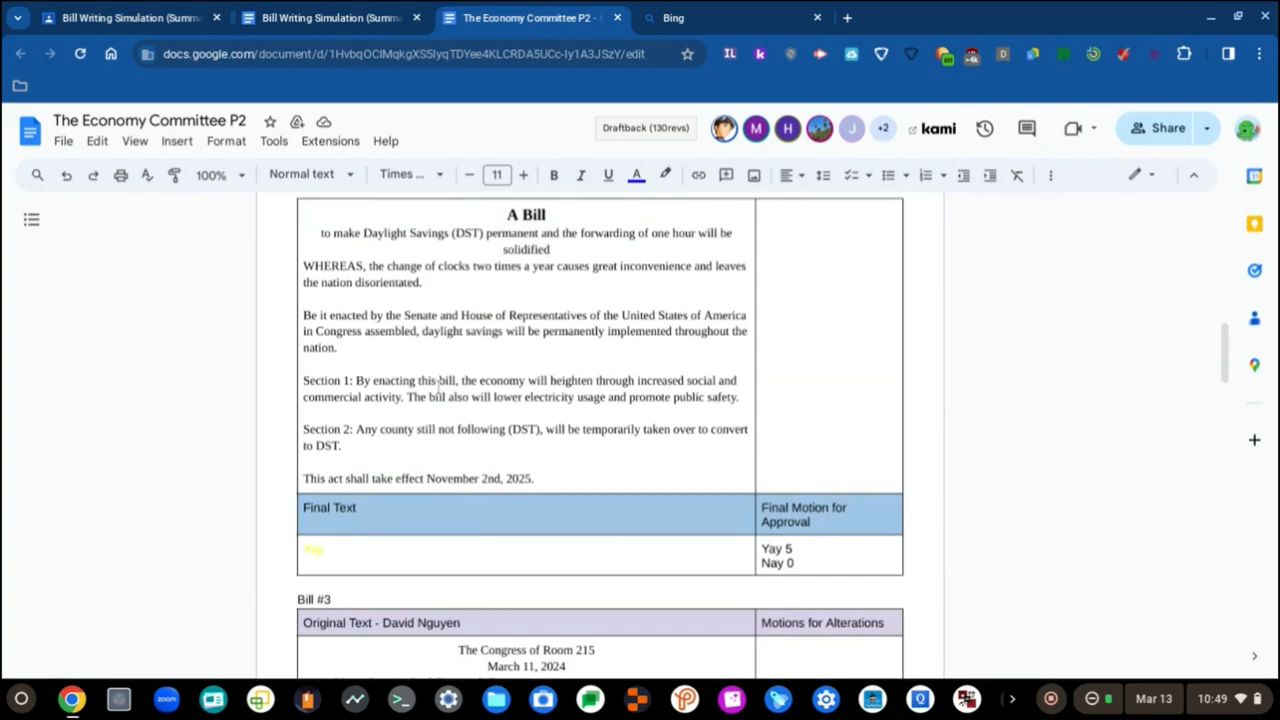 Bill Writing Simulation (Summ
Bill Writing Simulation (Summ
The Economy Committee P2 -
Bing
docs.google.com/document/d/1HvbqOCIMqkgXS5IyqTDYee4KLCRDA5UCc-Iy1A3JSzY/edit
The Economy Committee P2
File Edit View Insert Format Tools Extensions Help
Draftback (130revs)
M H J +2
kami
Share
100% Normal text Times ... 11
A Bill
to make Daylight Savings (DST) permanent and the forwarding of one hour will be
solidified
WHEREAS, the change of clocks two times a year causes great inconvenience and leaves
the nation disorientated.
Be it enacted by the Senate and House of Representatives of the United States of America
in Congress assembled, daylight savings will be permanently implemented throughout the
nation.
Section 1: By enacting this bill, the economy will heighten through increased social and
commercial activity. The bill also will lower electricity usage and promote public safety.
Section 2: Any county still not following (DST), will be temporarily taken over to convert
to DST.
This act shall take effect November 2nd, 2025.
Final Text
Final Motion for
Approval
Yay
Yay 5
Nay 0
Bill #3
Original Text - David Nguyen
Motions for Alterations
The Congress of Room 215
March 11, 2024
Mar 13
10:49